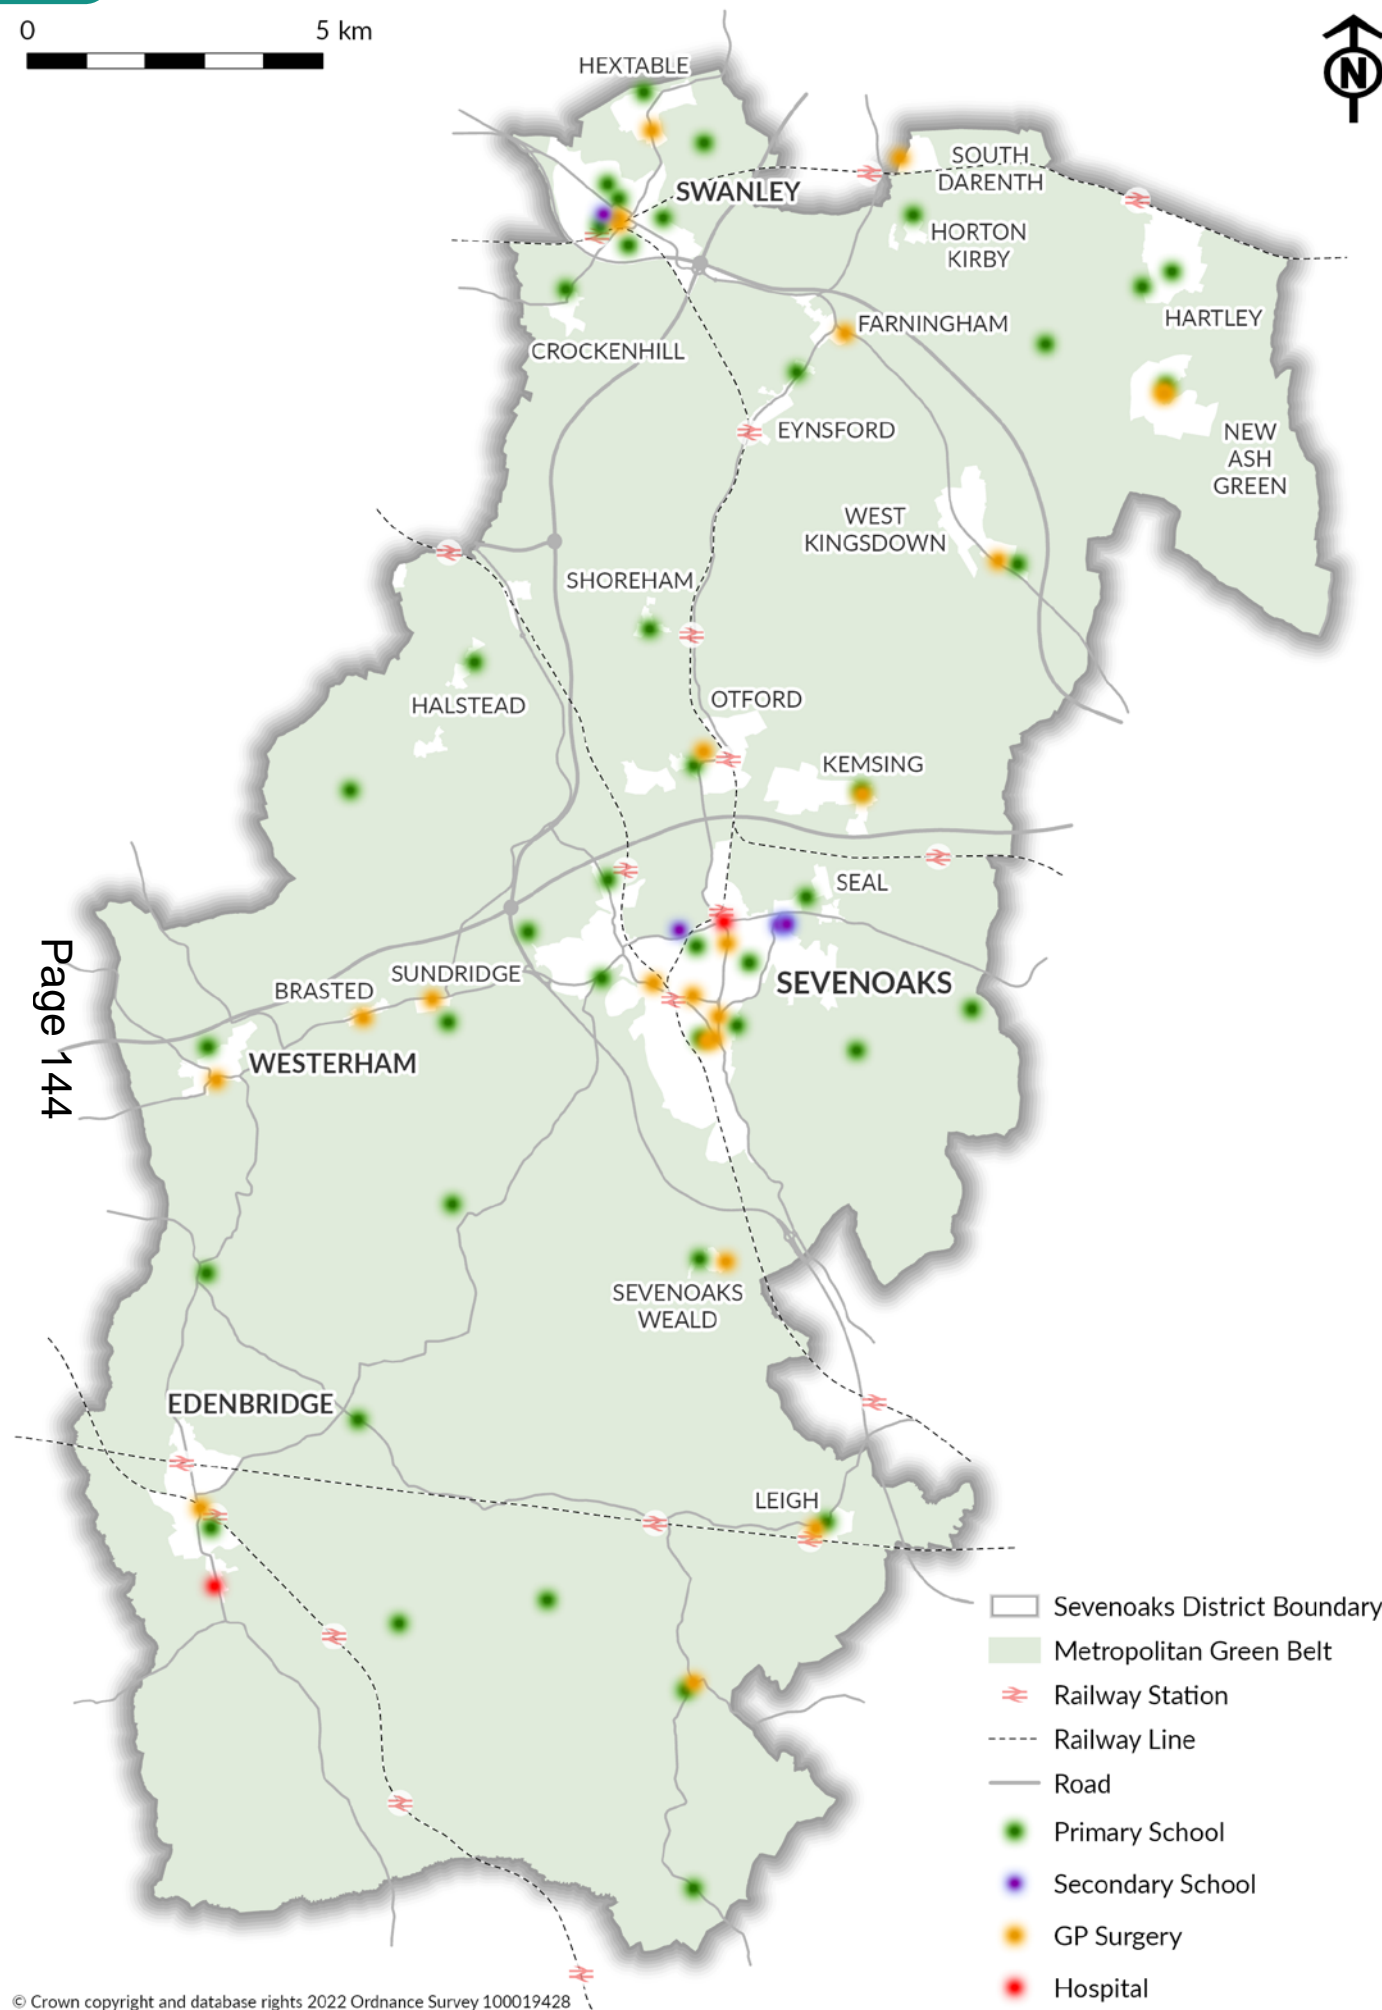 0 5 km
N
HEXTABLE
SWANLEY
SOUTH
DARENTH
HORTON
KIRBY
HARTLEY
CROCKENHILL
FARNINGHAM
EYNSFORD
NEW
ASH
GREEN
WEST
KINGSDOWN
SHOREHAM
HALSTEAD
OTFORD
KEMSING
SEAL
SEVENOAKS
SUNDRIDGE
BRASTED
WESTERHAM
Page 144
SEVENOAKS
WEALD
EDENBRIDGE
LEIGH
Sevenoaks District Boundary
Metropolitan Green Belt
Railway Station
Railway Line
Road
Primary School
Secondary School
GP Surgery
Hospital
© Crown copyright and database rights 2022 Ordnance Survey 100019428